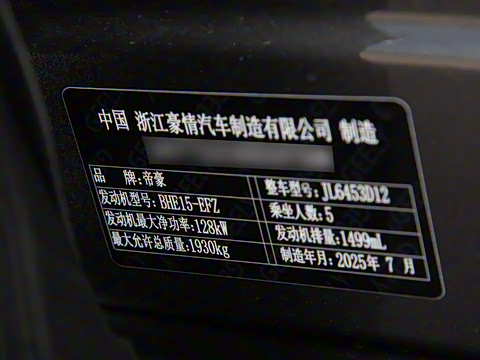 中国 浙江豪情汽车制造有限公司 制造
品 牌:帝豪 整车型号:JL6453D12
发动机型号:BHE15-EFZ 乘坐人数:5
发动机最大净功率:128kW 发动机排量:1499mL
最大允许总质量:1930kg 制造年月:2025年 7 月